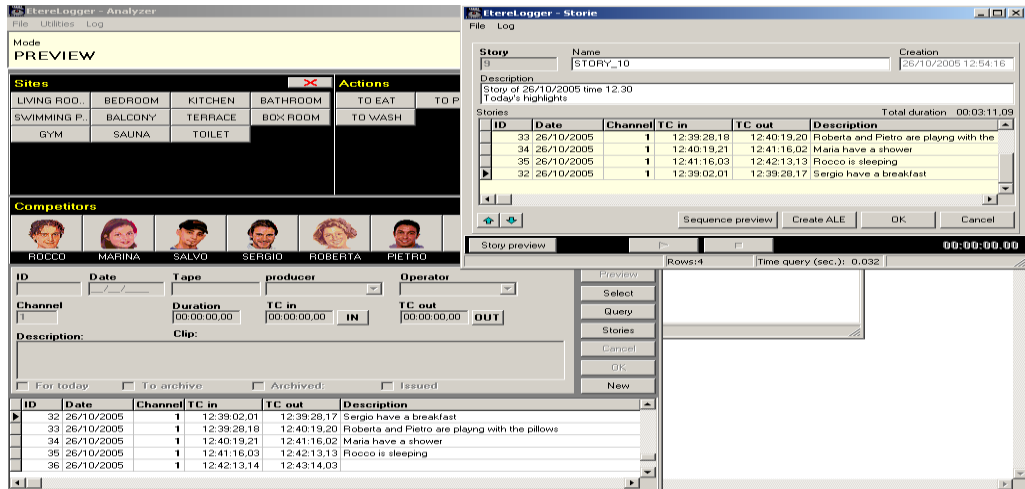 EtereLogger - Analyzer
File Utilities Log
Mode
PREVIEW
Sites
LIVING ROO.. BEDROOM KITCHEN BATHROOM
SWIMMING P.. BALCONY TERRACE BOX ROOM
GYM SAUNA TOILET
Actions
TO EAT TO P
TO WASH
Competitors
ROCCO MARINA SALVO SERGIO ROBERTA PIETRO
ID Date Tape producer Operator
__/__/__
Channel Duration TC in TC out
1 00:00:00,00 00:00:00,00 IN 00:00:00,00 OUT
Description: Clip:
For today To archive Archived: Issued
Preview
Select
Query
Stories
Cancel
OK
New
ID Date Channel TC in TC out Description
32 26/10/2005 1 12:39:02,01 12:39:28,17 Sergio have a breakfast
33 26/10/2005 1 12:39:28,18 12:40:19,20 Roberta and Pietro are playng with the pillows
34 26/10/2005 1 12:40:19,21 12:41:16,02 Maria have a shower
35 26/10/2005 1 12:41:16,03 12:42:13,13 Rocco is sleeping
36 26/10/2005 1 12:42:13,14 12:43:14,03
EtereLogger - Storie
File Log
Story Name Creation
9 STORY_10 26/10/2005 12:54:16
Description
Story of 26/10/2005 time 12.30
Today's highlights
Stories Total duration 00:03:11,09
ID Date Channel TC in TC out Description
33 26/10/2005 1 12:39:28,18 12:40:19,20 Roberta and Pietro are playng with the
34 26/10/2005 1 12:40:19,21 12:41:16,02 Maria have a shower
35 26/10/2005 1 12:41:16,03 12:42:13,13 Rocco is sleeping
32 26/10/2005 1 12:39:02,01 12:39:28,17 Sergio have a breakfast
Sequence preview Create ALE OK Cancel
Story preview 00:00:00.00
Rows:4 Time query (sec.): 0.032